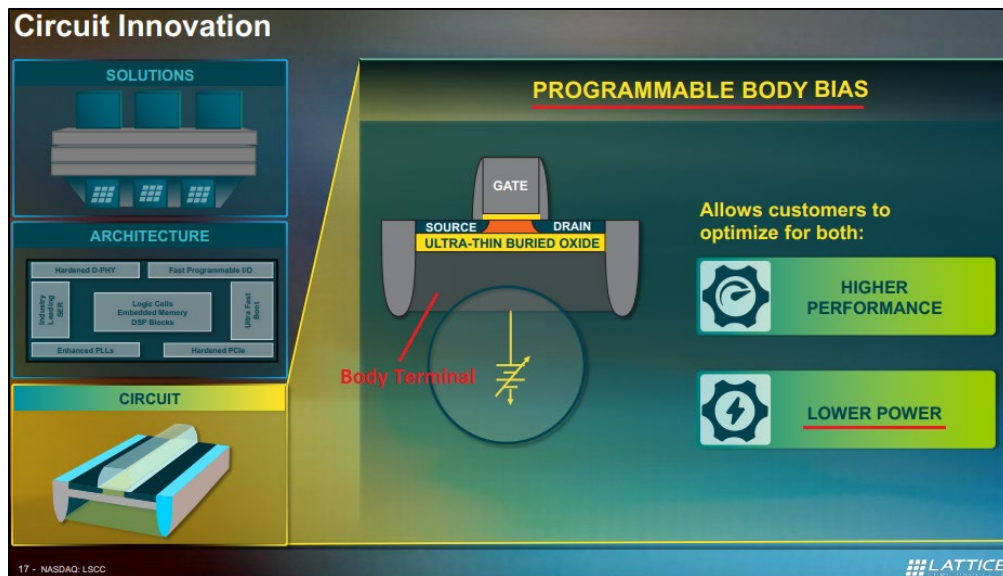 Circuit Innovation
SOLUTIONS
ARCHITECTURE
Hardened D-PHY
Fast Programmable I/O
Industry
Leading
SER
Logic Cells
Embedded Memory
DSP Blocks
Ultra Fast
Boot
Enhanced PLLs
Hardened PCIe
CIRCUIT
PROGRAMMABLE BODY BIAS
GATE
SOURCE
DRAIN
ULTRA-THIN BURIED OXIDE
Body Terminal
Allows customers to
optimize for both:
HIGHER
PERFORMANCE
LOWER POWER
17 - NASDAQ: LSCC
LATTICE